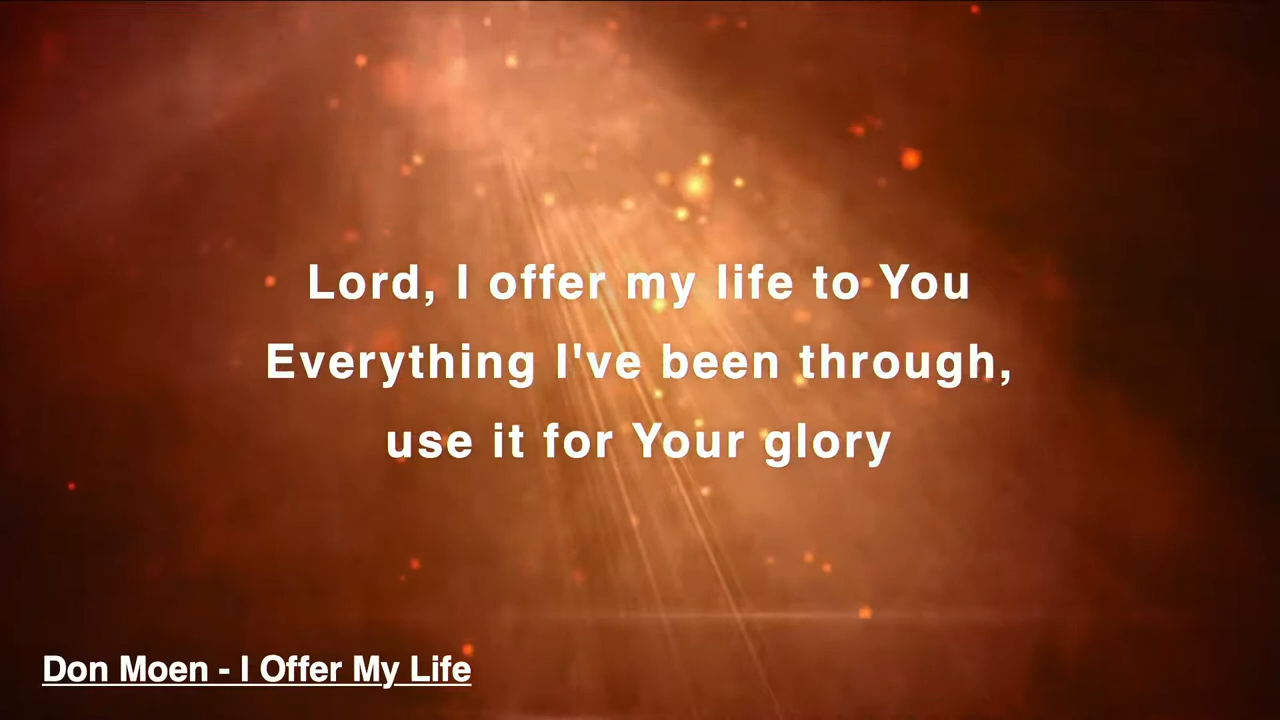 Lord, I offer my life to You
Everything I've been through,
use it for Your glory
Don Moen - I Offer My Life